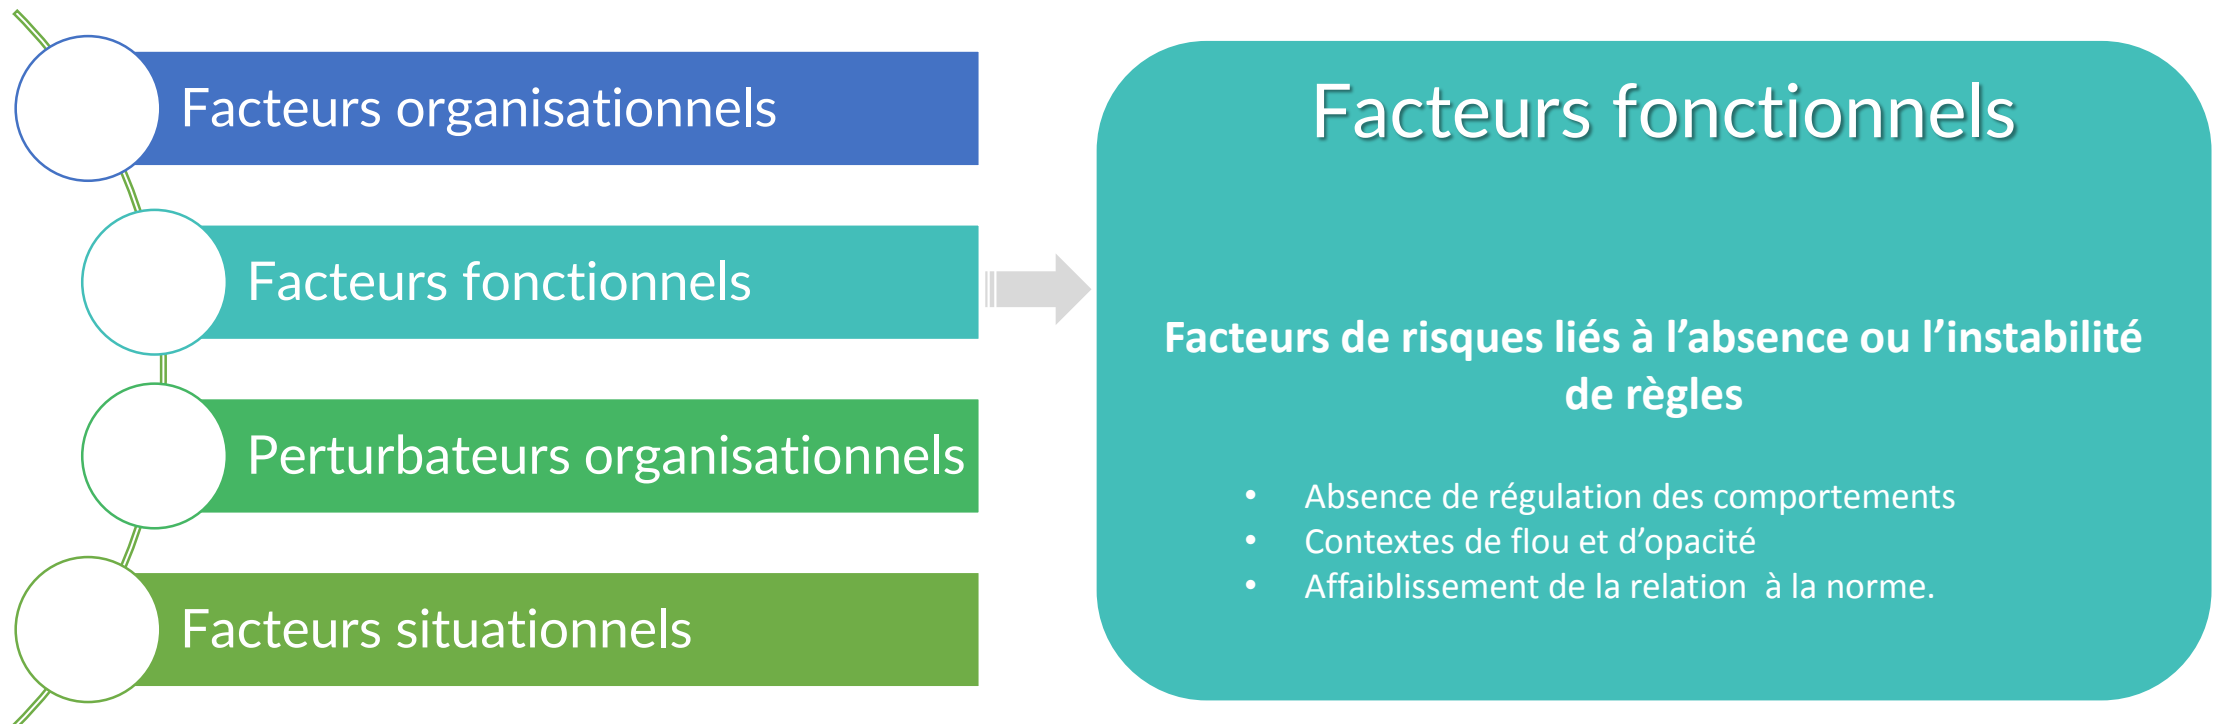 Facteurs organisationnels
Facteurs fonctionnels
Perturbateurs organisationnels
Facteurs situationnels
Facteurs fonctionnels
Facteurs de risques liés à l’absence ou l’instabilité
de règles
• Absence de régulation des comportements
• Contextes de flou et d’opacité
• Affaiblissement de la relation à la norme.